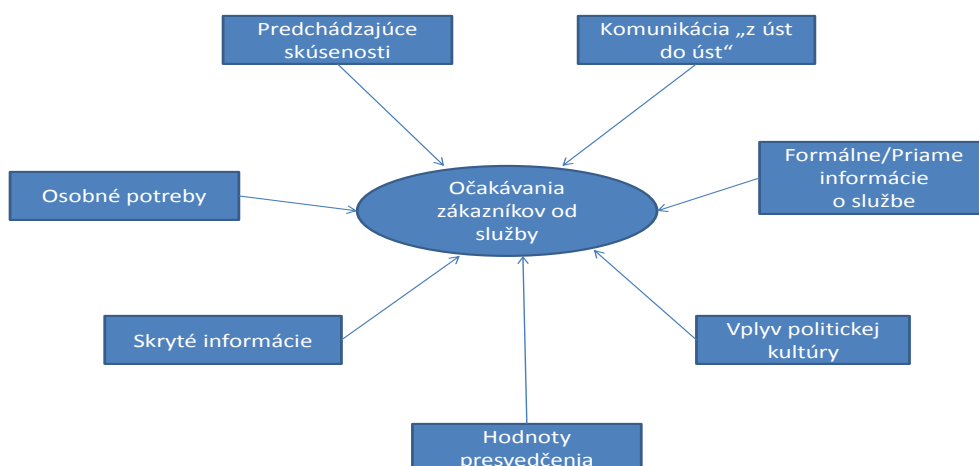 Predchádzajúce
skúsenosti
Komunikácia „z úst
do úst“
Formálne/Priame
informácie
o službe
Osobné potreby
Očakávania
zákazníkov od
služby
Skryté informácie
Vplyv politickej
kultúry
Hodnoty
presvedčenia